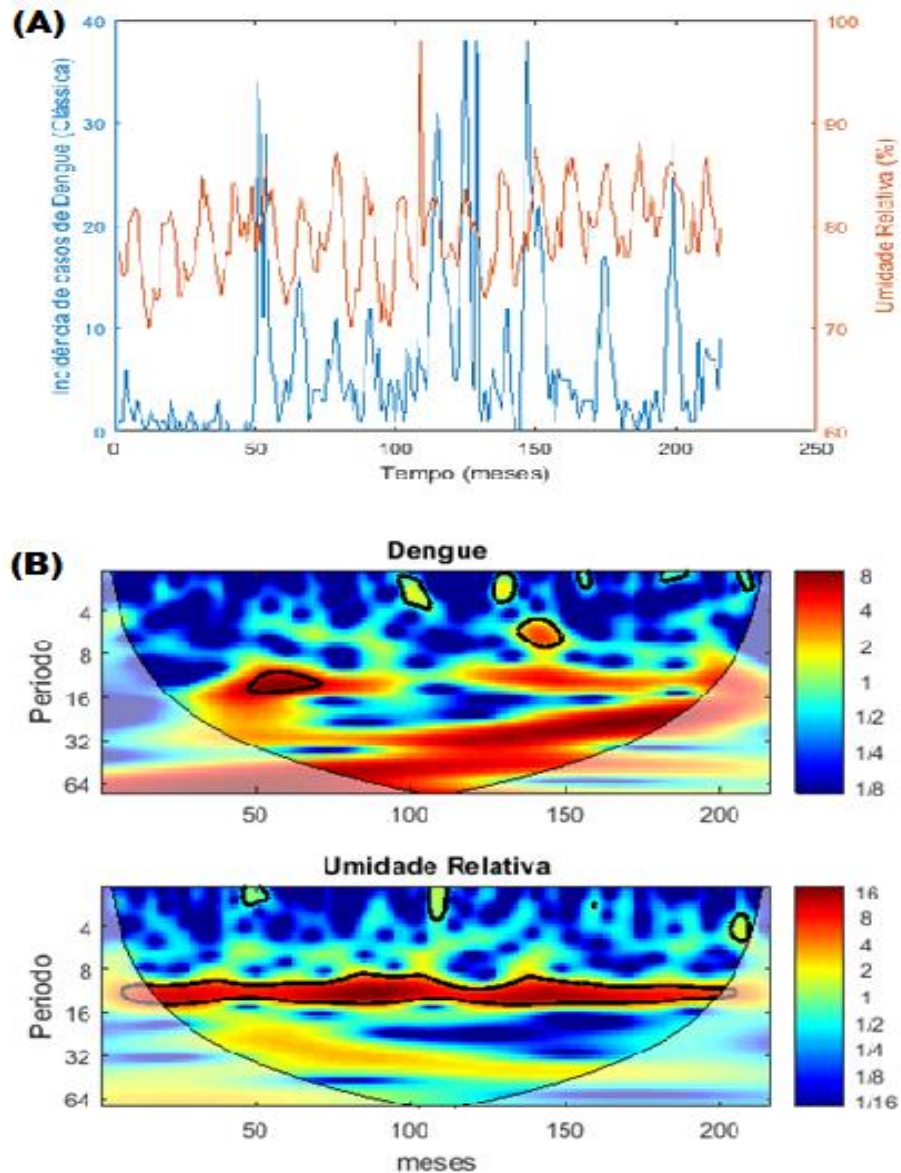 (A)
40
30
20
10
0
Incidência de casos de Dengue (Clássica)
100
90
80
70
60
Umidade Relativa (%)
0 50 100 150 200 250
Tempo (meses)
(B)
Dengue
Período
4
8
16
32
64
50 100 150 200
8
4
2
1
1/2
1/4
1/8
Umidade Relativa
Período
4
8
16
32
64
50 100 150 200
meses
16
8
4
2
1
1/2
1/4
1/8
1/16